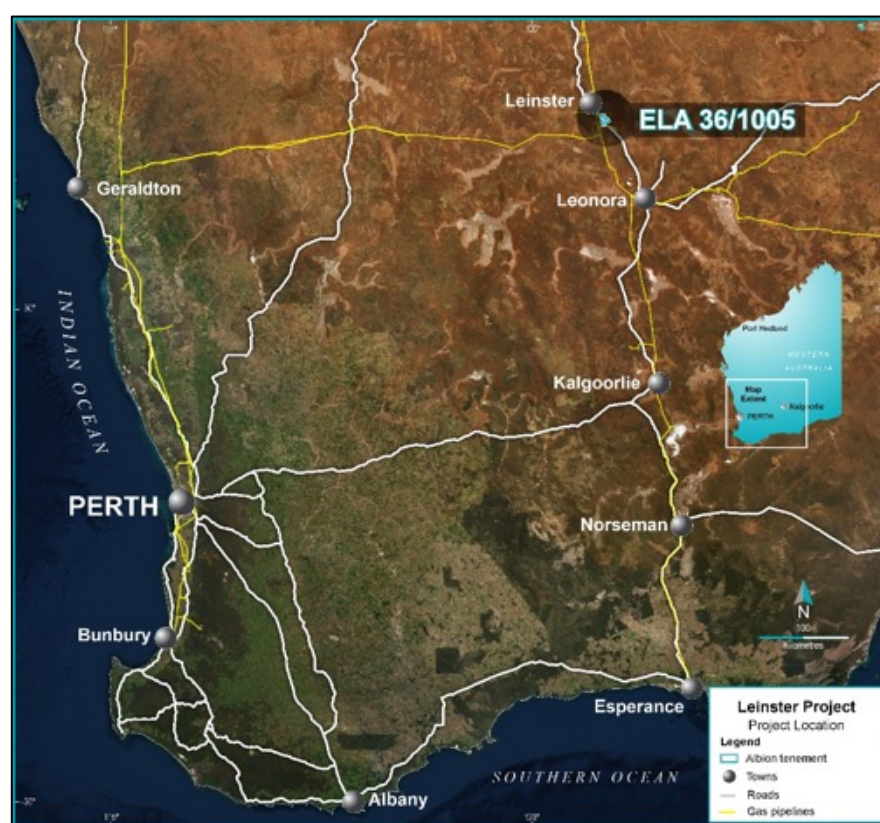 Leinster
ELA 36/1005
Geraldton
Leonora
INDIAN OCEAN
Port Hedland
WESTERN
AUSTRALIA
Kalgoorlie
Map
Extent
Kalgoorlie
PERTH
PERTH
Norseman
N
100
Kilometres
Bunbury
Esperance
SOUTHERN OCEAN
Albany
Leinster Project
Project Location
Legend
Albion tenement
Towns
Roads
Gas pipelines